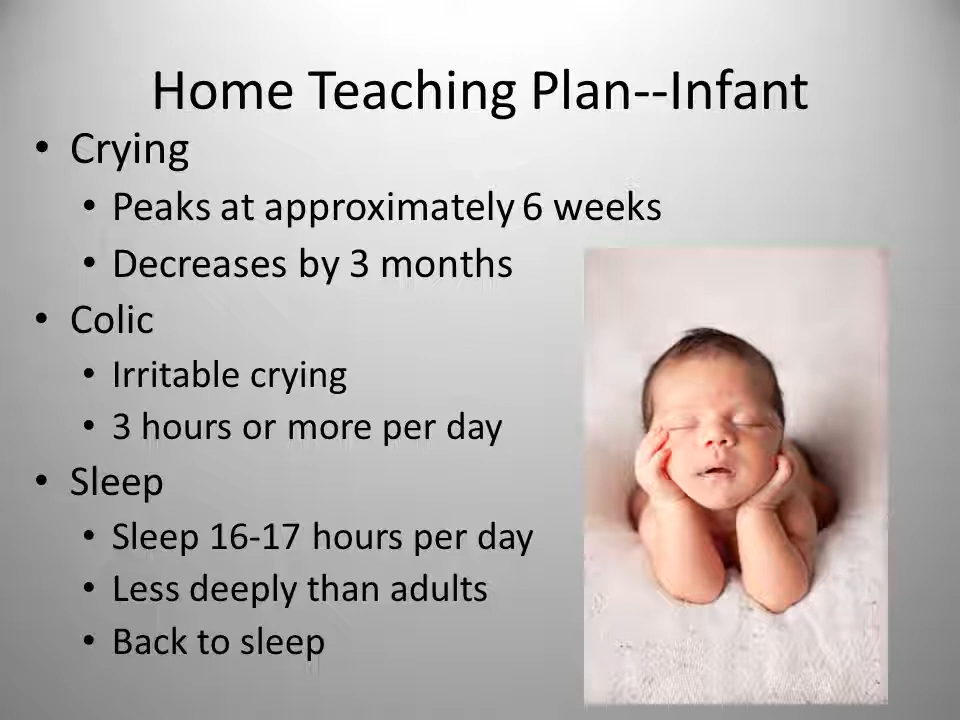 Home Teaching Plan--Infant
• Crying
• Peaks at approximately 6 weeks
• Decreases by 3 months
• Colic
• Irritable crying
• 3 hours or more per day
• Sleep
• Sleep 16-17 hours per day
• Less deeply than adults
• Back to sleep